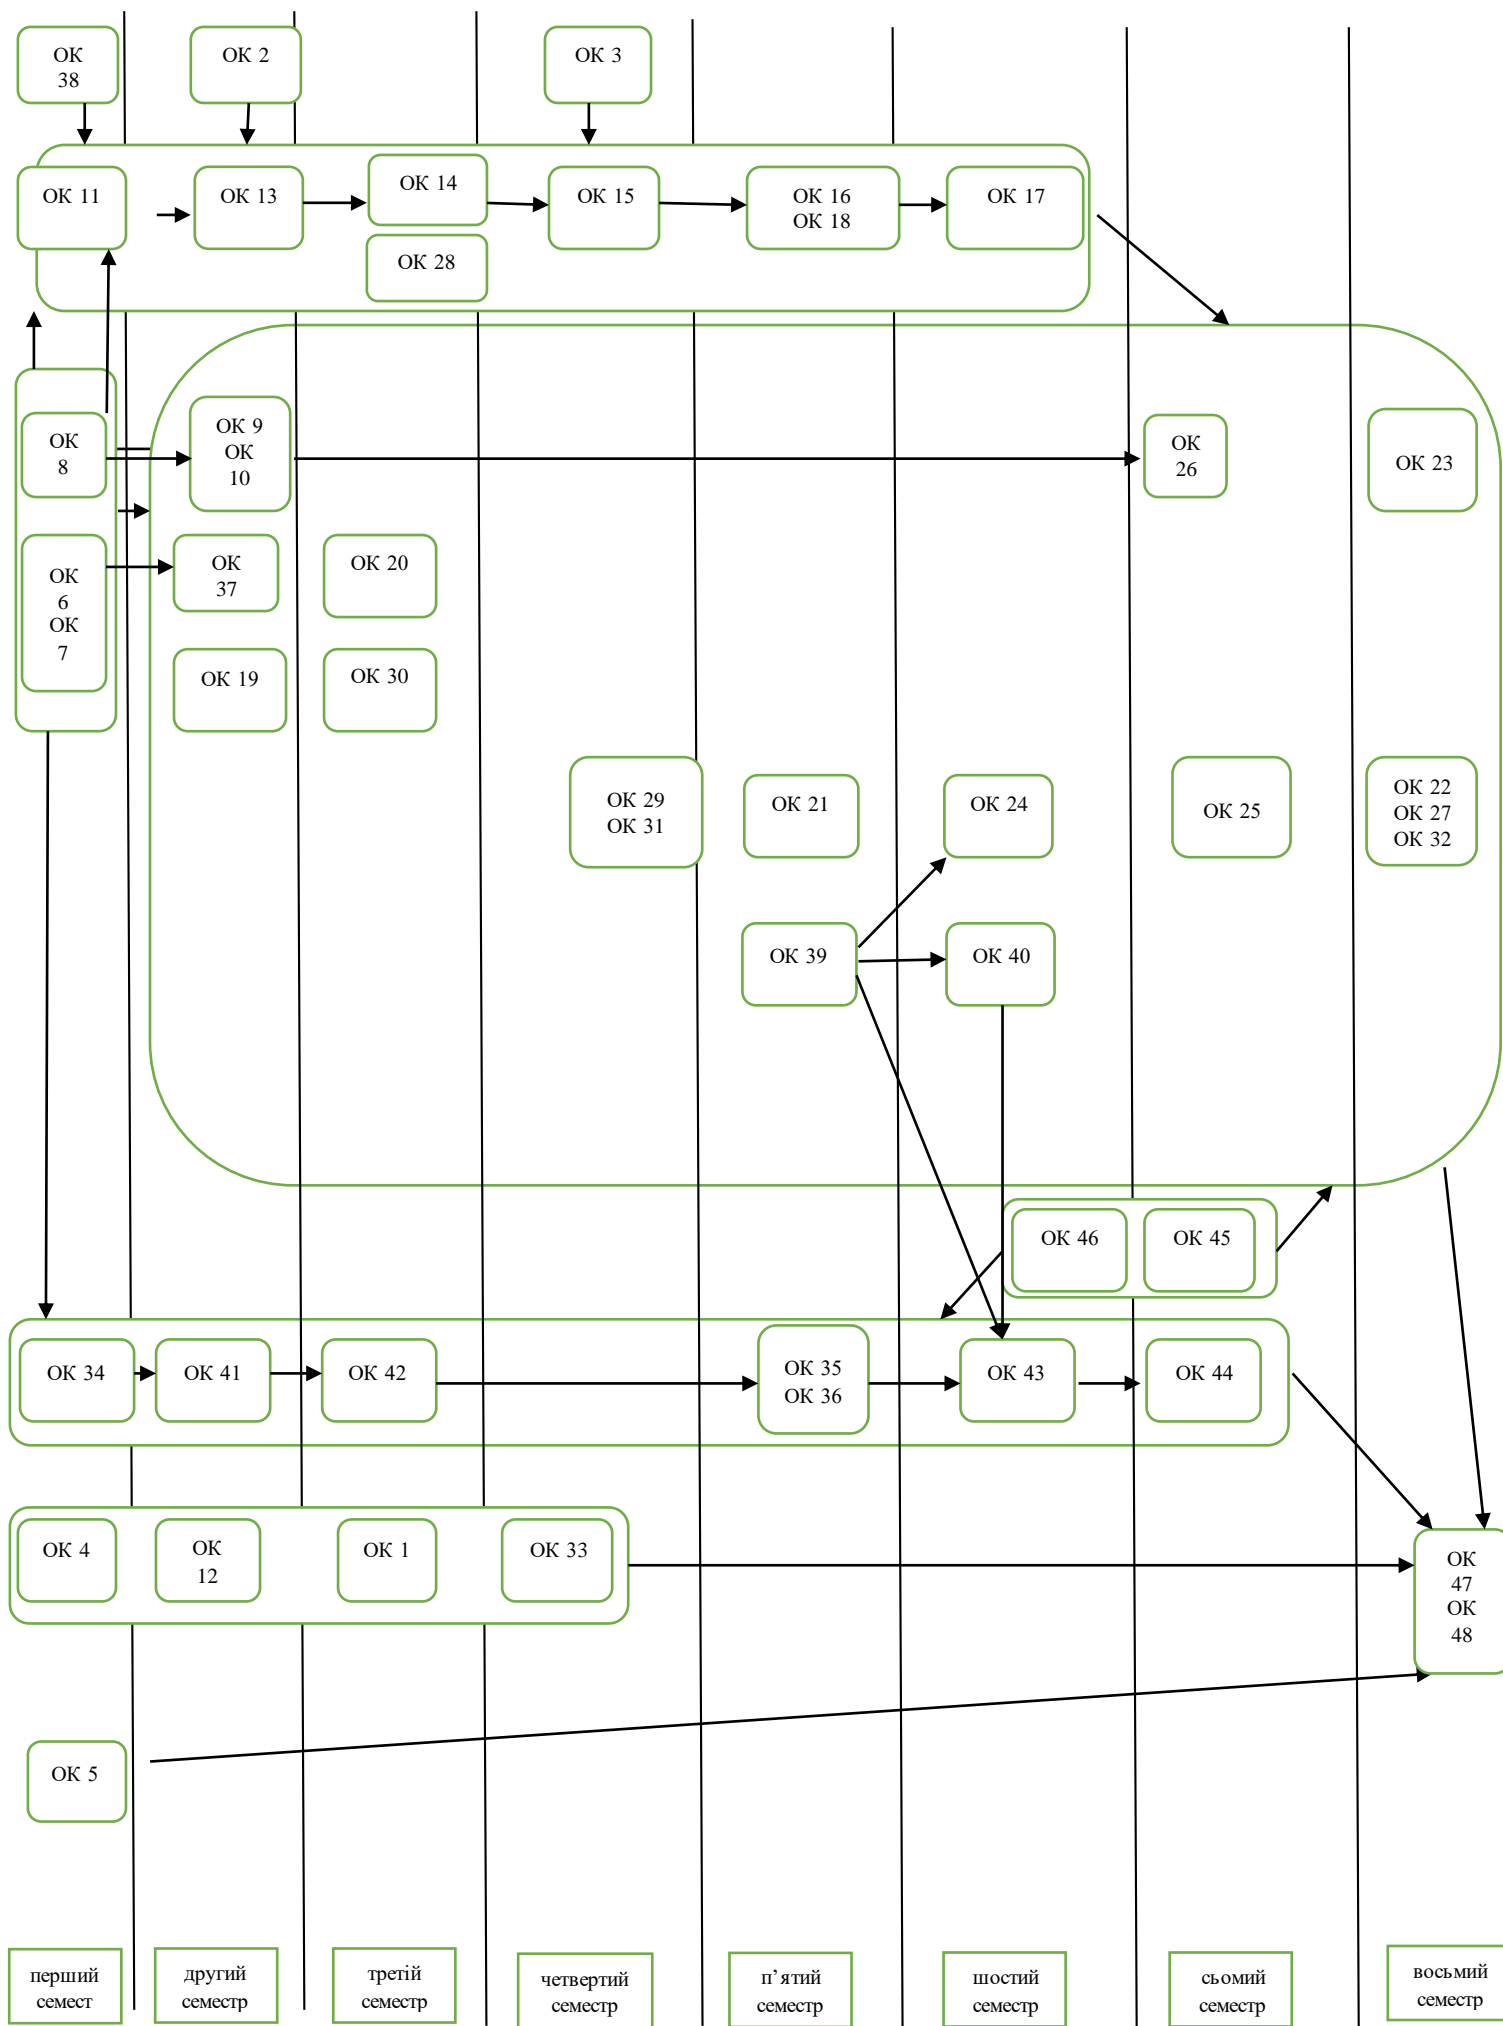 ОК
38
ОК 2
ОК 3
ОК 11
ОК 13
ОК 14
ОК 15
ОК 16
ОК 18
ОК 17
ОК 28
ОК
8
ОК 9
ОК
10
ОК
26
ОК 23
ОК
6
ОК
7
ОК
37
ОК 20
ОК 19
ОК 30
ОК 29
ОК 31
ОК 21
ОК 24
ОК 25
ОК 22
ОК 27
ОК 32
ОК 39
ОК 40
ОК 46
ОК 45
ОК 34
ОК 41
ОК 42
ОК 35
ОК 36
ОК 43
ОК 44
ОК 4
ОК
12
ОК 1
ОК 33
ОК
47
ОК
48
ОК 5
перший
семест
другий
семестр
третій
семестр
четвертий
семестр
п’ятий
семестр
шостий
семестр
сьомий
семестр
восьмий
семестр